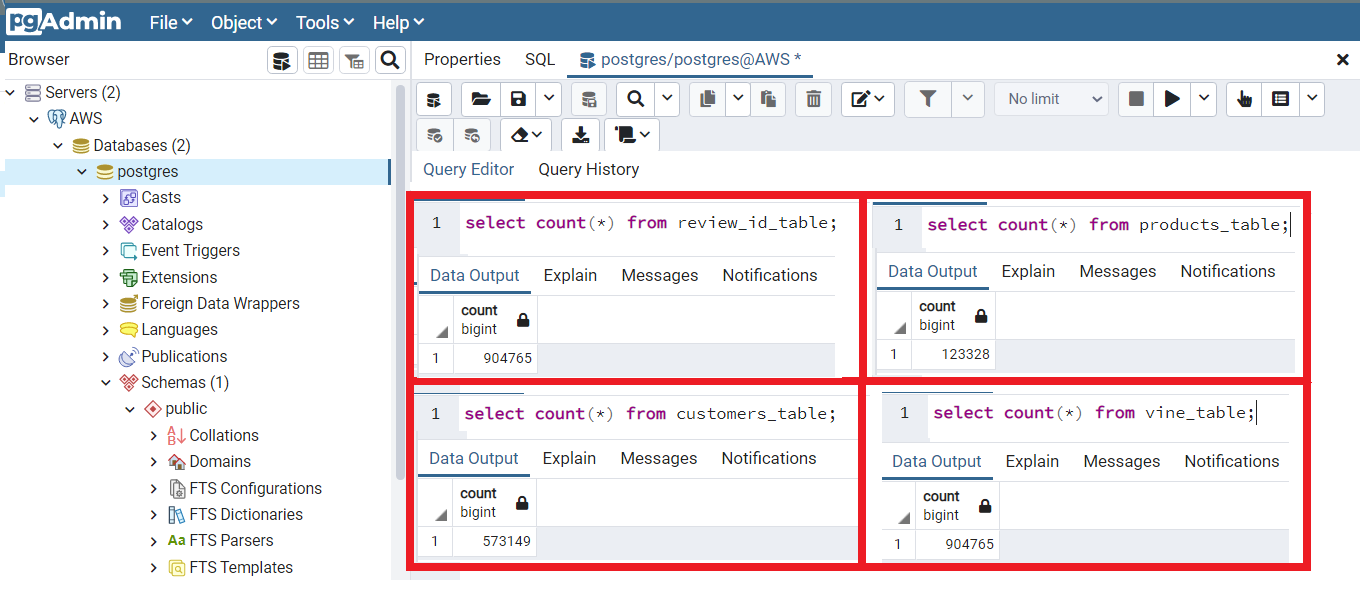 pgAdmin File Object Tools Help
Browser
Properties SQL postgres/postgres@AWS *
No limit
Query Editor Query History
Servers (2)
AWS
Databases (2)
postgres
Casts
Catalogs
Event Triggers
Extensions
Foreign Data Wrappers
Languages
Publications
Schemas (1)
public
Collations
Domains
FTS Configurations
FTS Dictionaries
Aa FTS Parsers
FTS Templates
1 select count(*) from review_id_table;
Data Output Explain Messages Notifications
count
bigint
1 904765
1 select count(*) from products_table;
Data Output Explain Messages Notifications
count
bigint
1 123328
1 select count(*) from customers_table;
Data Output Explain Messages Notifications
count
bigint
1 573149
1 select count(*) from vine_table;
Data Output Explain Messages Notifications
count
bigint
1 904765